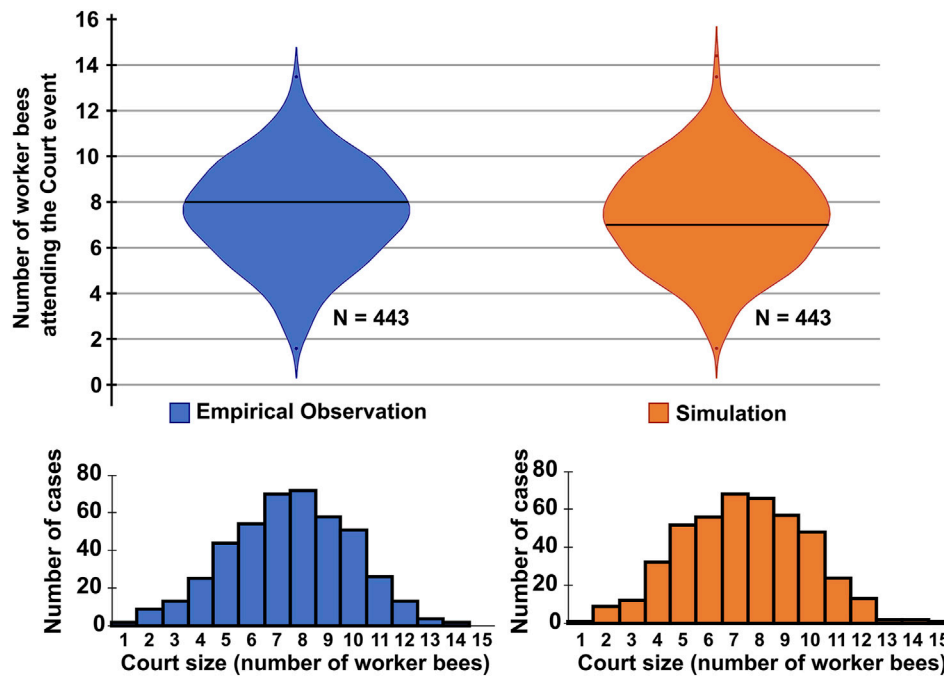 Number of worker bees
attending the Court event
16
14
12
10
8
6
4
2
0
N = 443
N = 443
Empirical Observation
Simulation
Number of cases
80
60
40
20
0
1 2 3 4 5 6 7 8 9 10 11 12 13 14 15
Court size (number of worker bees)
Number of cases
80
60
40
20
0
1 2 3 4 5 6 7 8 9 10 11 12 13 14 15
Court size (number of worker bees)